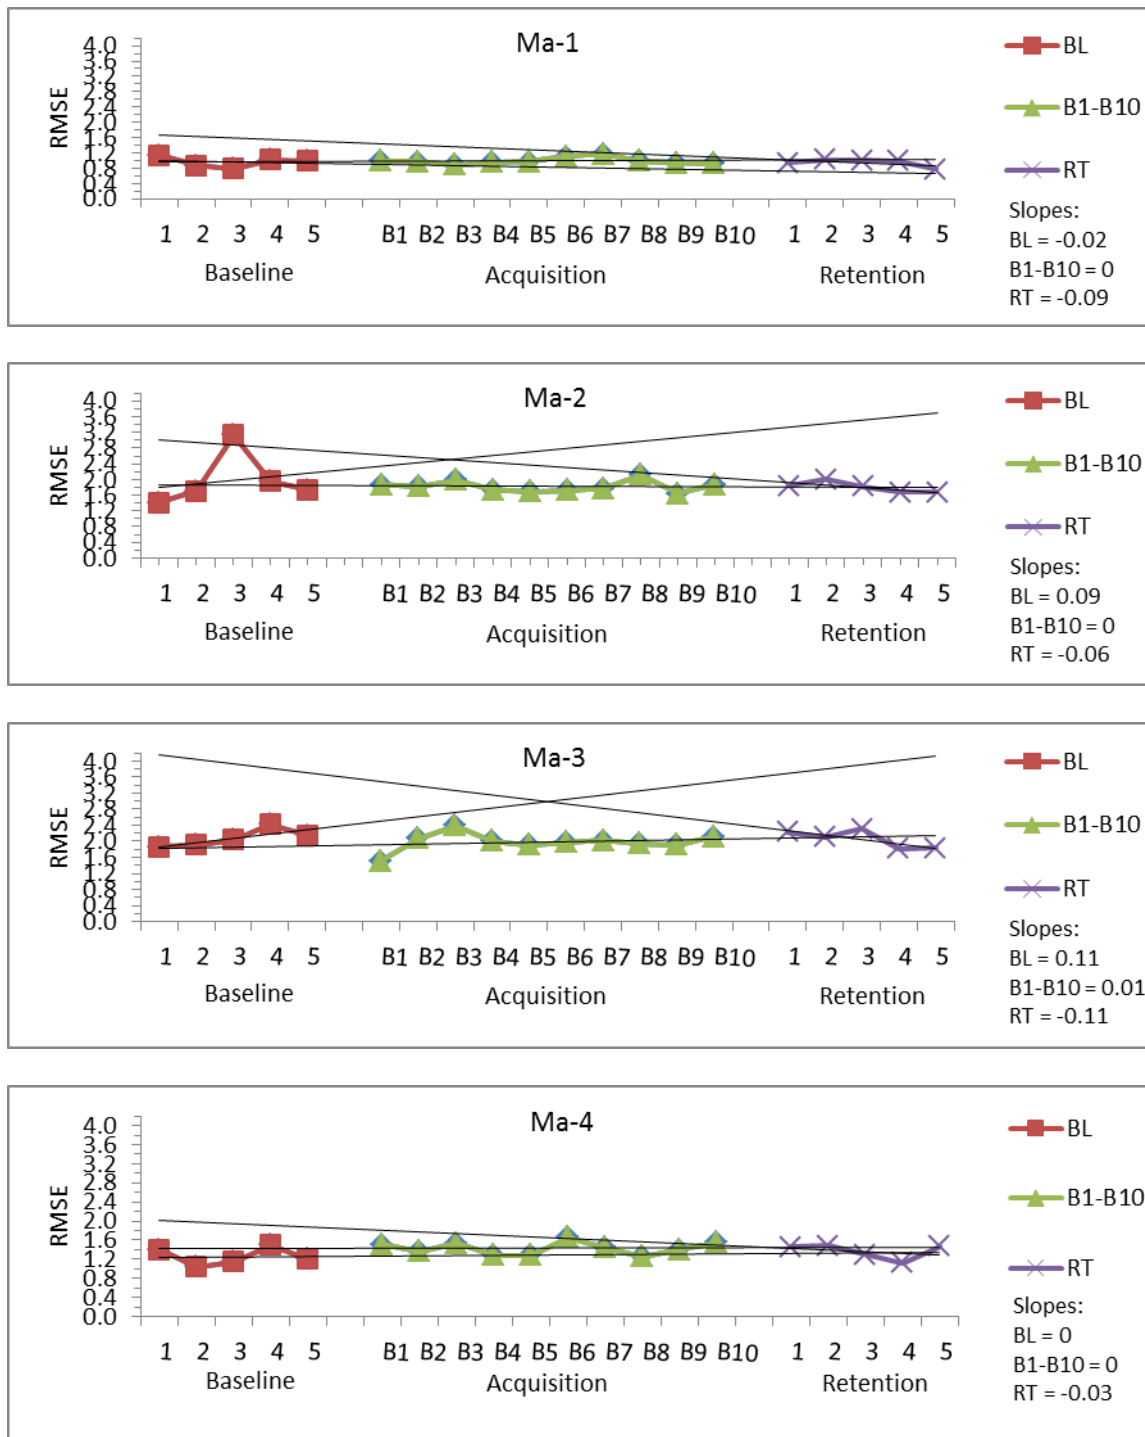 Ma-1
RMSE
4.0
3.6
3.2
2.8
2.4
2.0
1.6
1.2
0.8
0.4
0.0
1 2 3 4 5 B1 B2 B3 B4 B5 B6 B7 B8 B9 B10 1 2 3 4 5
Baseline Acquisition Retention
BL
B1-B10
RT
Slopes:
BL = -0.02
B1-B10 = 0
RT = -0.09
Ma-2
RMSE
4.0
3.6
3.2
2.8
2.4
2.0
1.6
1.2
0.8
0.4
0.0
1 2 3 4 5 B1 B2 B3 B4 B5 B6 B7 B8 B9 B10 1 2 3 4 5
Baseline Acquisition Retention
BL
B1-B10
RT
Slopes:
BL = 0.09
B1-B10 = 0
RT = -0.06
Ma-3
RMSE
4.0
3.6
3.2
2.8
2.4
2.0
1.6
1.2
0.8
0.4
0.0
1 2 3 4 5 B1 B2 B3 B4 B5 B6 B7 B8 B9 B10 1 2 3 4 5
Baseline Acquisition Retention
BL
B1-B10
RT
Slopes:
BL = 0.11
B1-B10 = 0.01
RT = -0.11
Ma-4
RMSE
4.0
3.6
3.2
2.8
2.4
2.0
1.6
1.2
0.8
0.4
0.0
1 2 3 4 5 B1 B2 B3 B4 B5 B6 B7 B8 B9 B10 1 2 3 4 5
Baseline Acquisition Retention
BL
B1-B10
RT
Slopes:
BL = 0
B1-B10 = 0
RT = -0.03